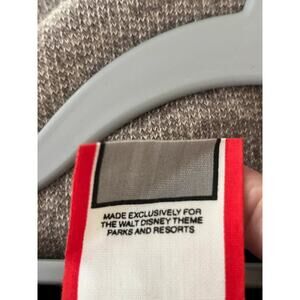 MADE EXCLUSIVELY FOR
THE WALT DISNEY THEME
PARKS AND RESORTS